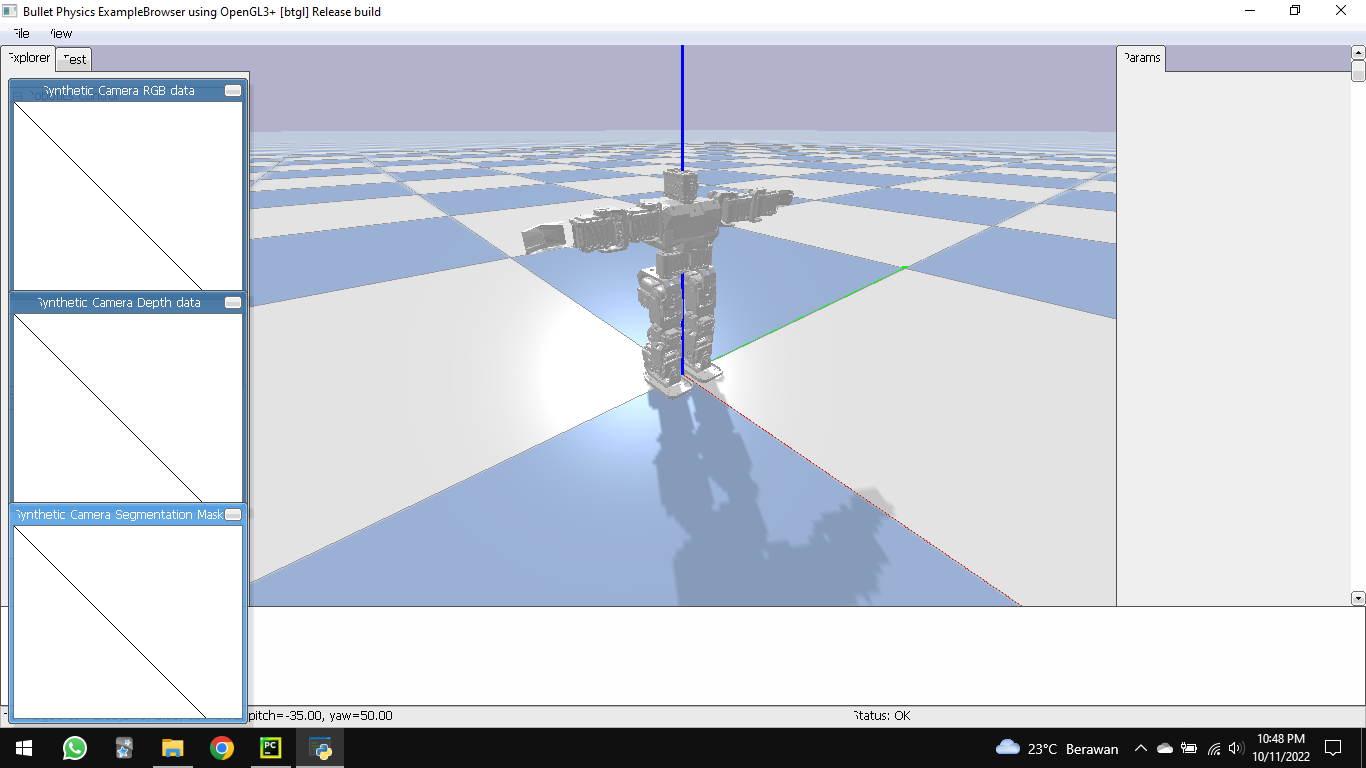 Bullet Physics ExampleBrowser using OpenGL3+ [btgl] Release build
File View
Explorer Test Params
Synthetic Camera RGB data
Synthetic Camera Depth data
Synthetic Camera Segmentation Mask
pitch=-35.00, yaw=50.00 Status: OK
23°C Berawan
10:48 PM
10/11/2022
PC